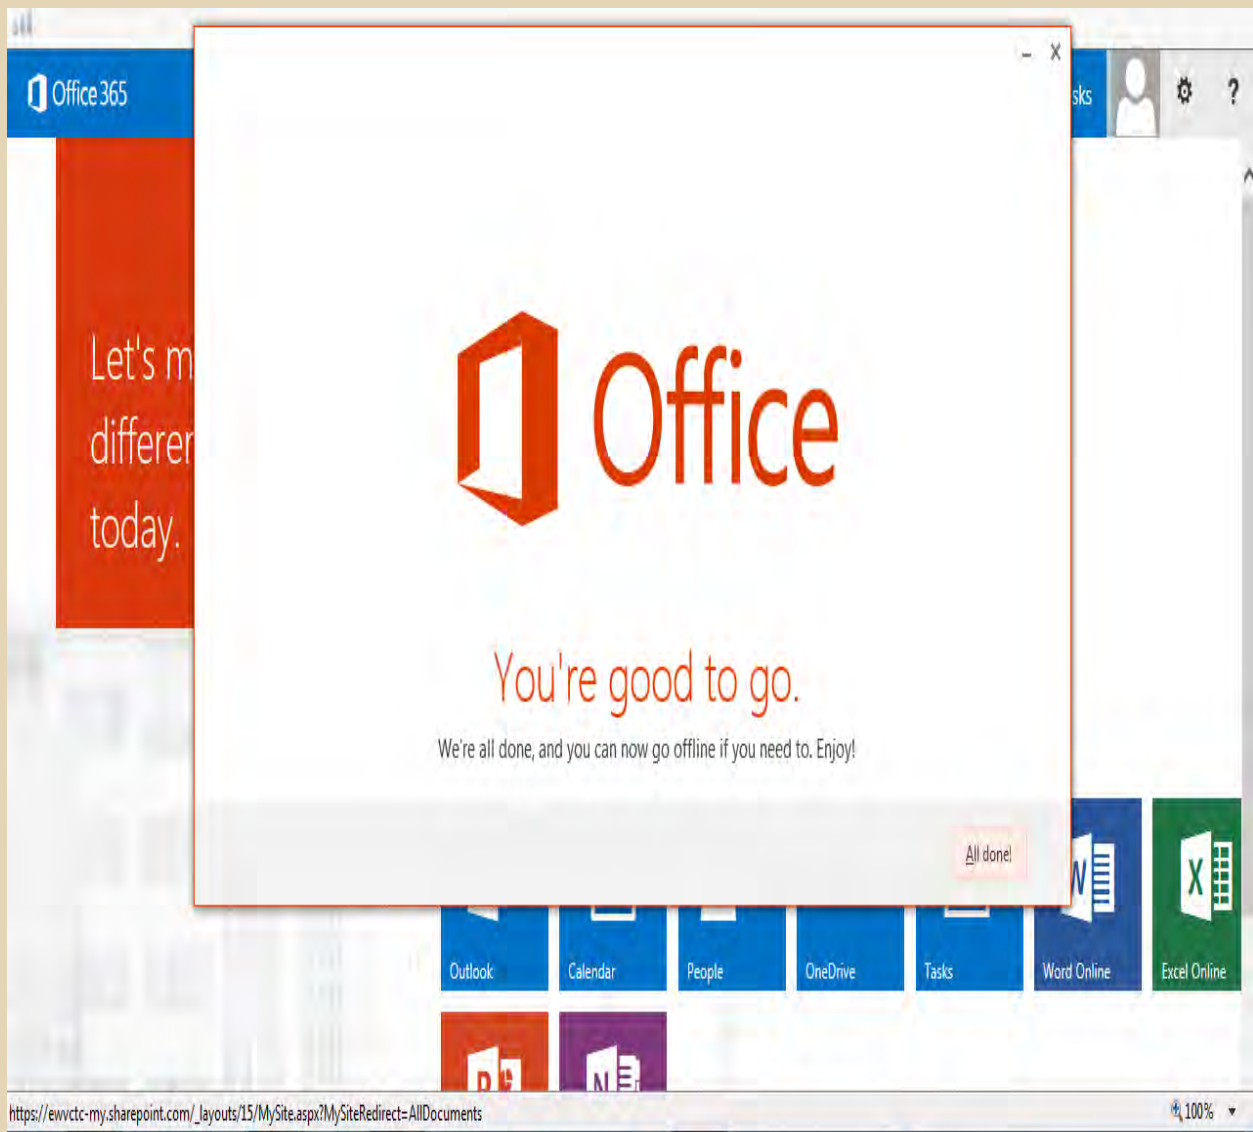 Office 365
sks
?
Let's m
differen
today.
Office
You're good to go.
We're all done, and you can now go offline if you need to. Enjoy!
All done!
Outlook
Calendar
People
OneDrive
Tasks
Word Online
Excel Online
https://ewvctc-my.sharepoint.com/_layouts/15/MySite.aspx?MySiteRedirect=AllDocuments
100%